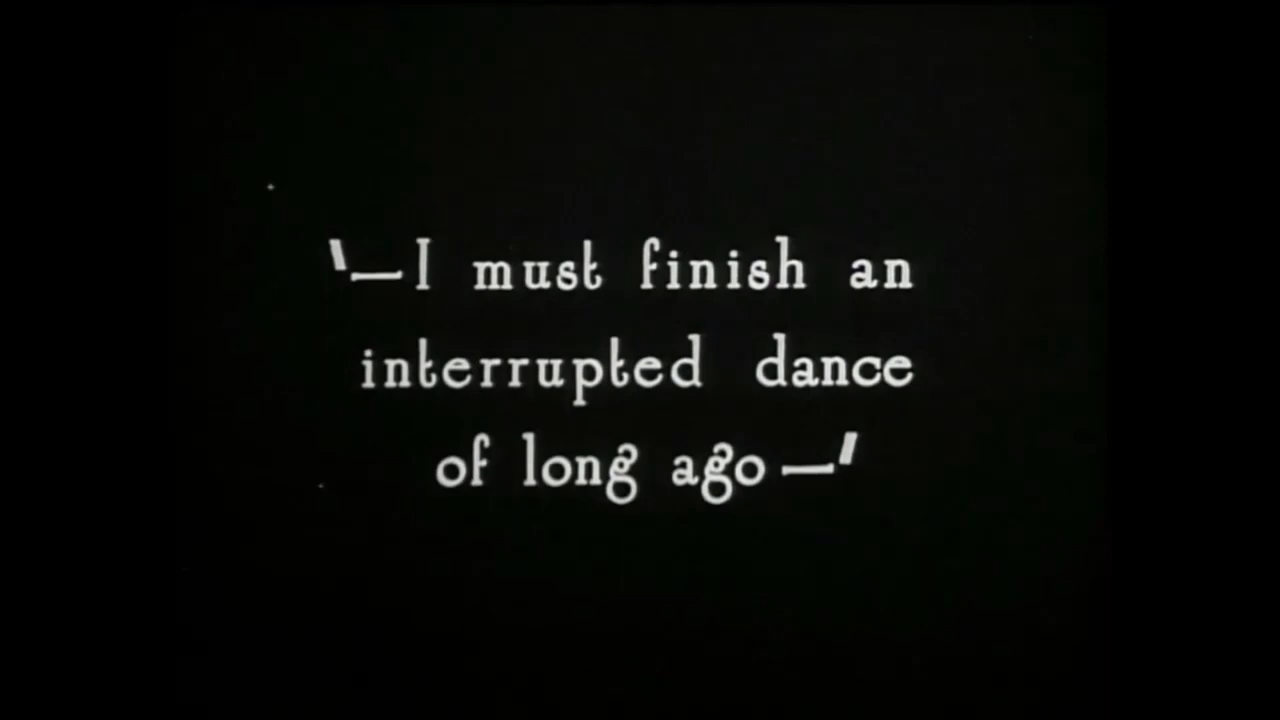 '—I must finish an
interrupted dance
of long ago—'